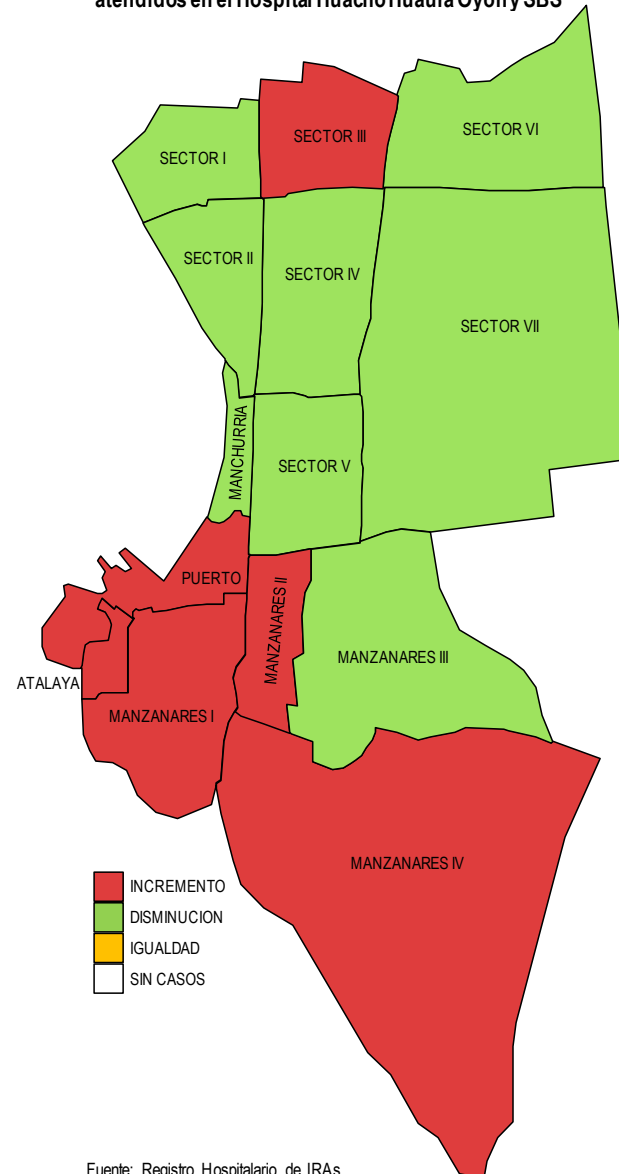 atendidos en el Hospital Huacho Huaura Oyon y SBS
SECTOR VI
SECTOR III
SECTOR I
SECTOR II
SECTOR IV
SECTOR VII
MANCHURRIA
SECTOR V
PUERTO
MANZANARES II
MANZANARES III
ATALAYA
MANZANARES I
MANZANARES IV
INCREMENTO
DISMINUCION
IGUALDAD
SIN CASOS
Fuente: Registro Hospitalario de IRAs